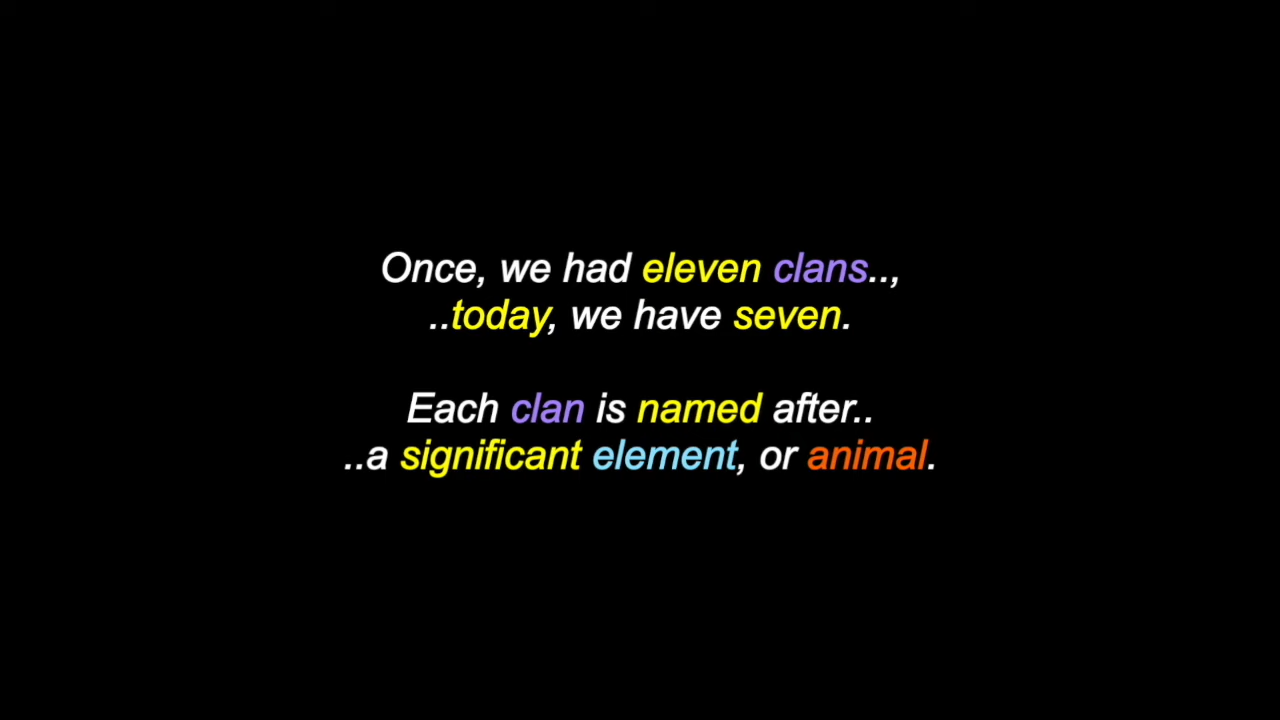 Once, we had eleven clans..,
..today, we have seven.
Each clan is named after..
..a significant element, or animal.